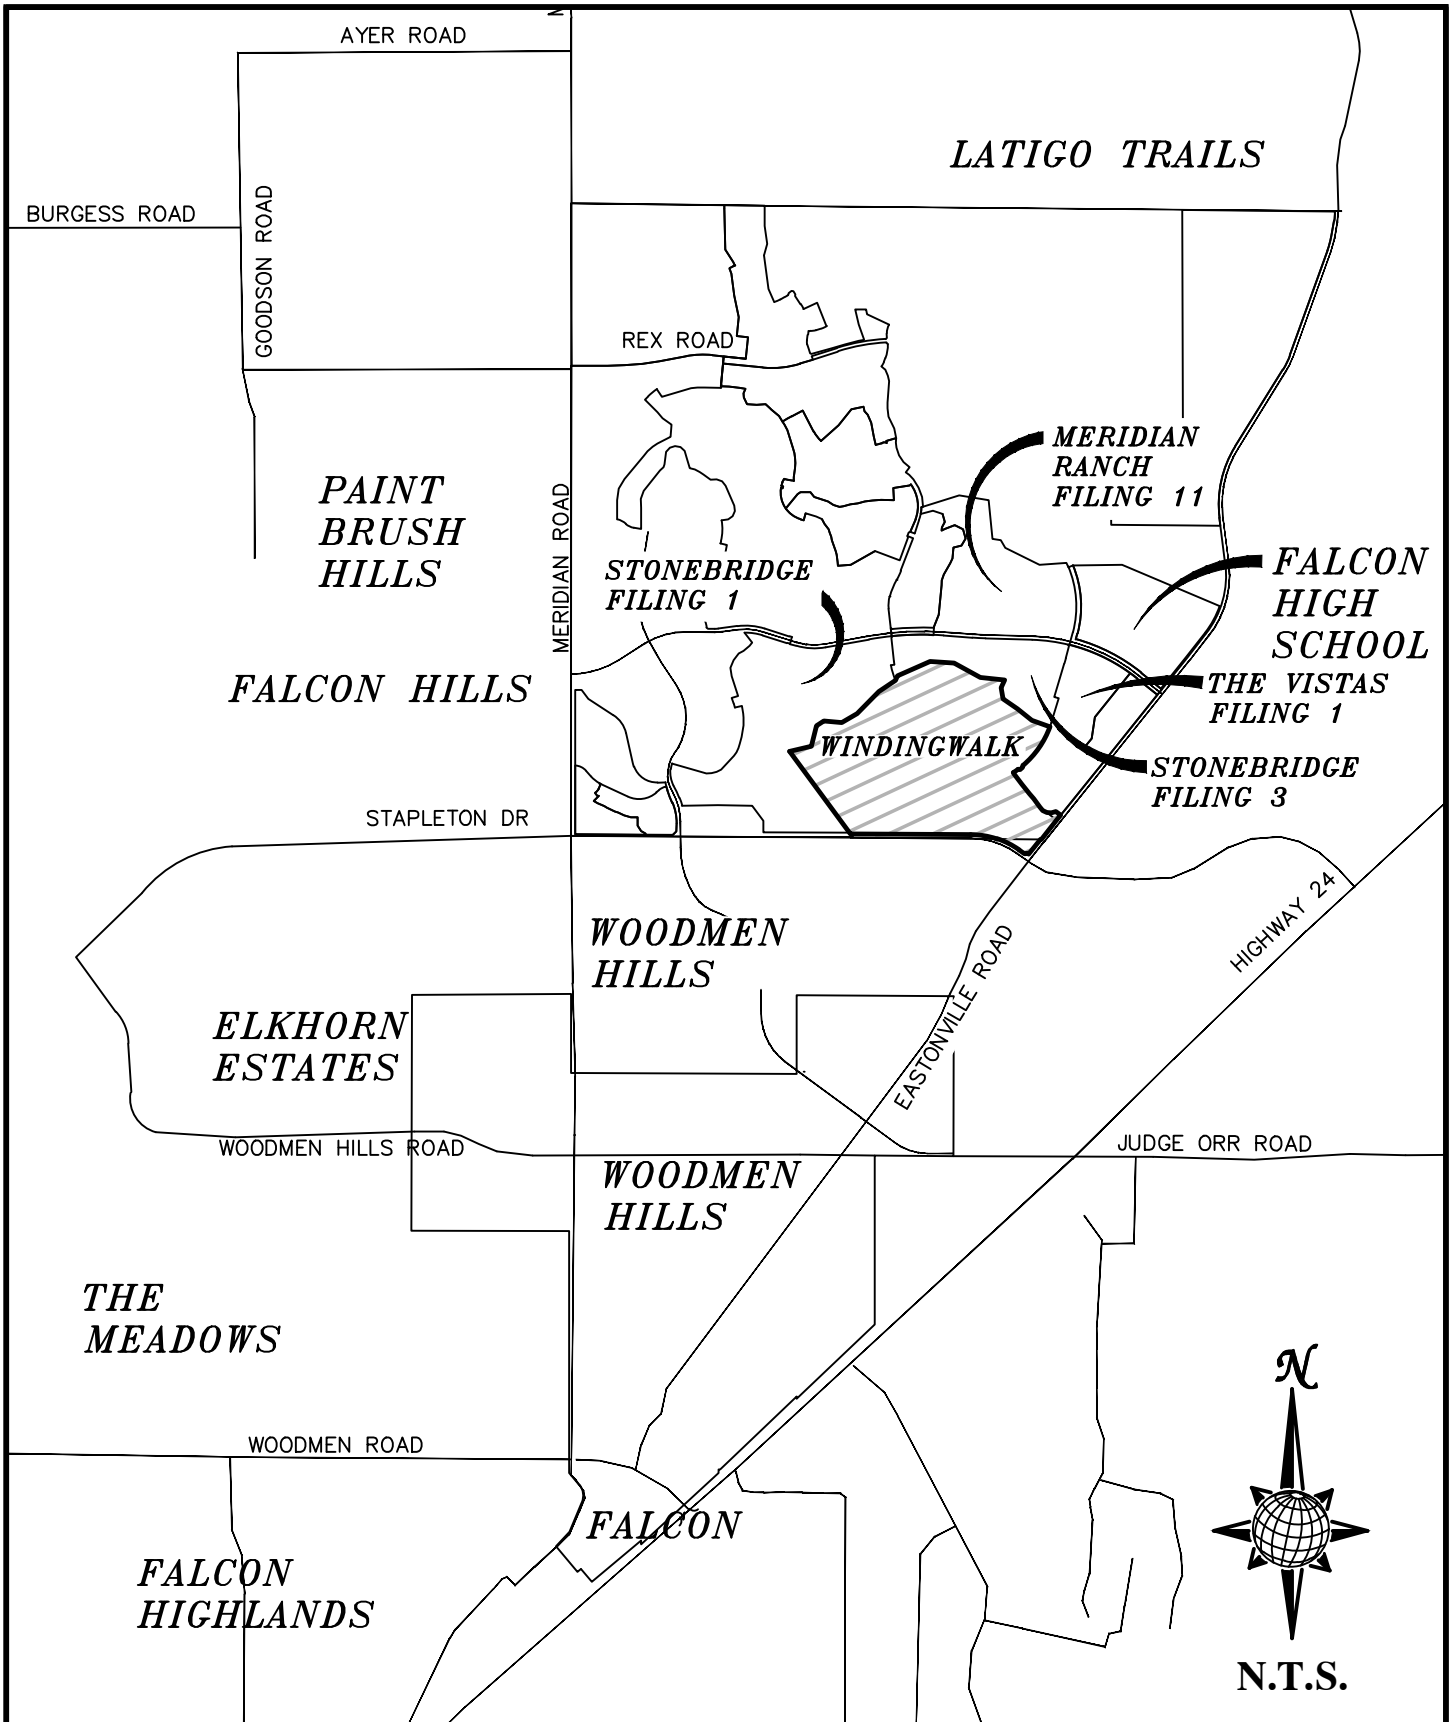 AYER ROAD
LATIGO TRAILS
BURGESS ROAD
GOODSON ROAD
REX ROAD
MERIDIAN
RANCH
FILING 11
PAINT
BRUSH
HILLS
MERIDIAN ROAD
STONEBRIDGE
FILING 1
FALCON
HIGH
SCHOOL
FALCON HILLS
THE VISTAS
FILING 1
WINDINGWALK
STONEBRIDGE
FILING 3
STAPLETON DR
HIGHWAY 24
WOODMEN
HILLS
EASTONVILLE ROAD
ELKHORN
ESTATES
WOODMEN HILLS ROAD
JUDGE ORR ROAD
WOODMEN
HILLS
THE
MEADOWS
N
WOODMEN ROAD
FALCON
FALCON
HIGHLANDS
N.T.S.